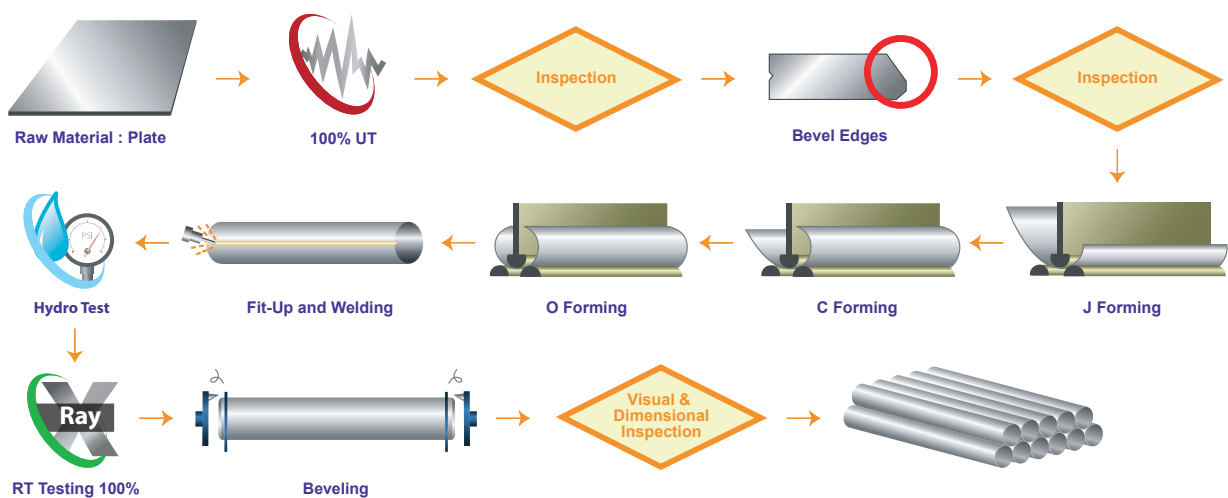 Inspection
Inspection
Raw Material : Plate
100% UT
Bevel Edges
PSI
Hydro Test
Fit-Up and Welding
O Forming
C Forming
J Forming
Ray
Visual &
Dimensional
Inspection
RT Testing 100%
Beveling